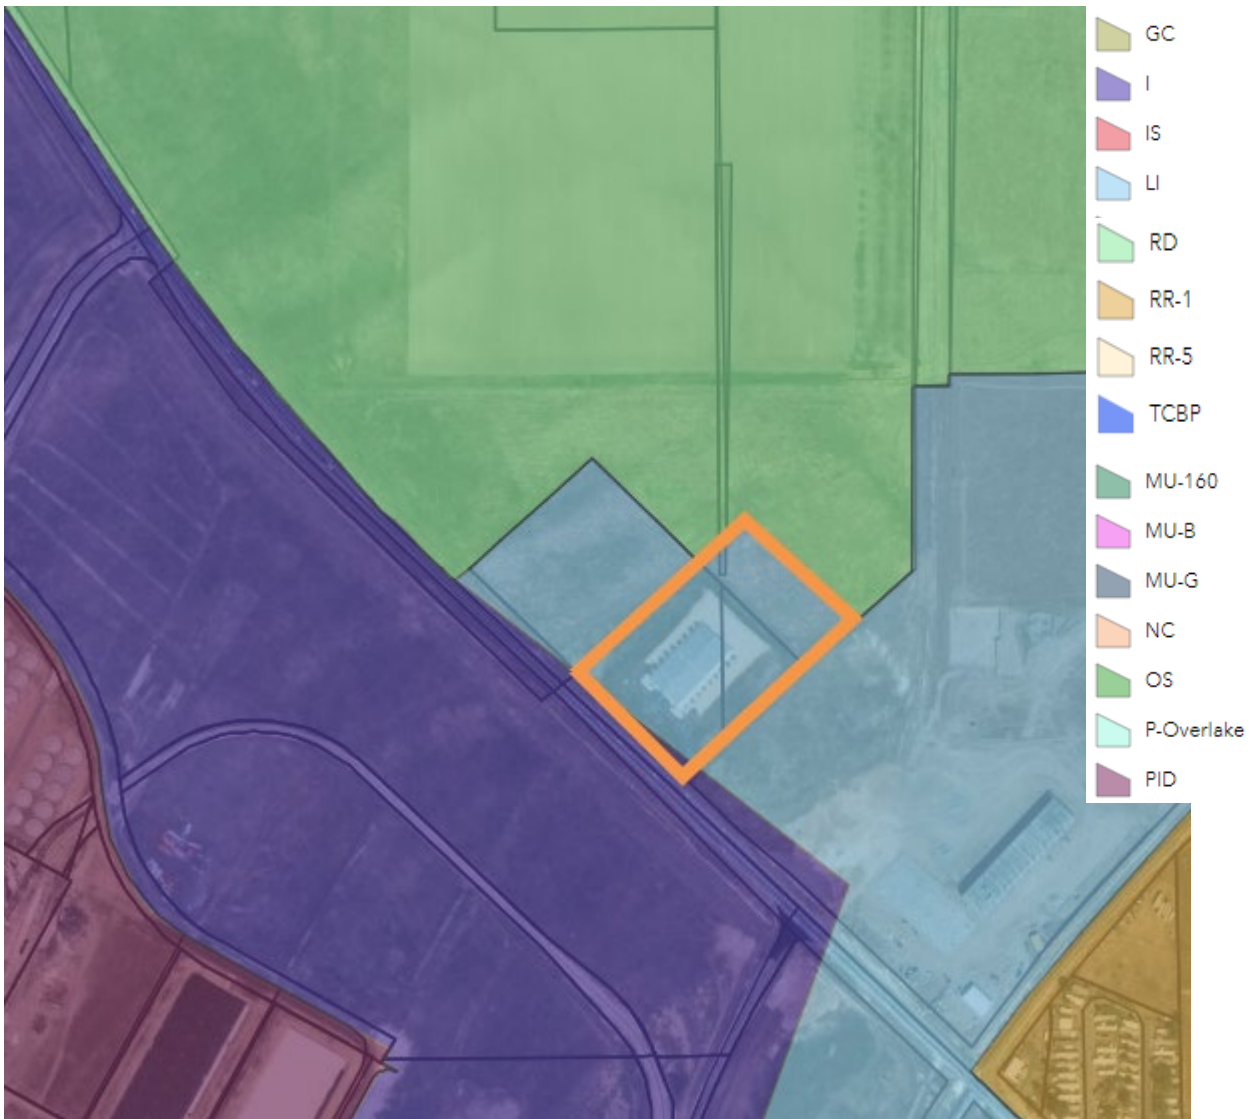 GC
I
IS
LI
RD
RR-1
RR-5
TCBP
MU-160
MU-B
MU-G
NC
OS
P-Overlake
PID